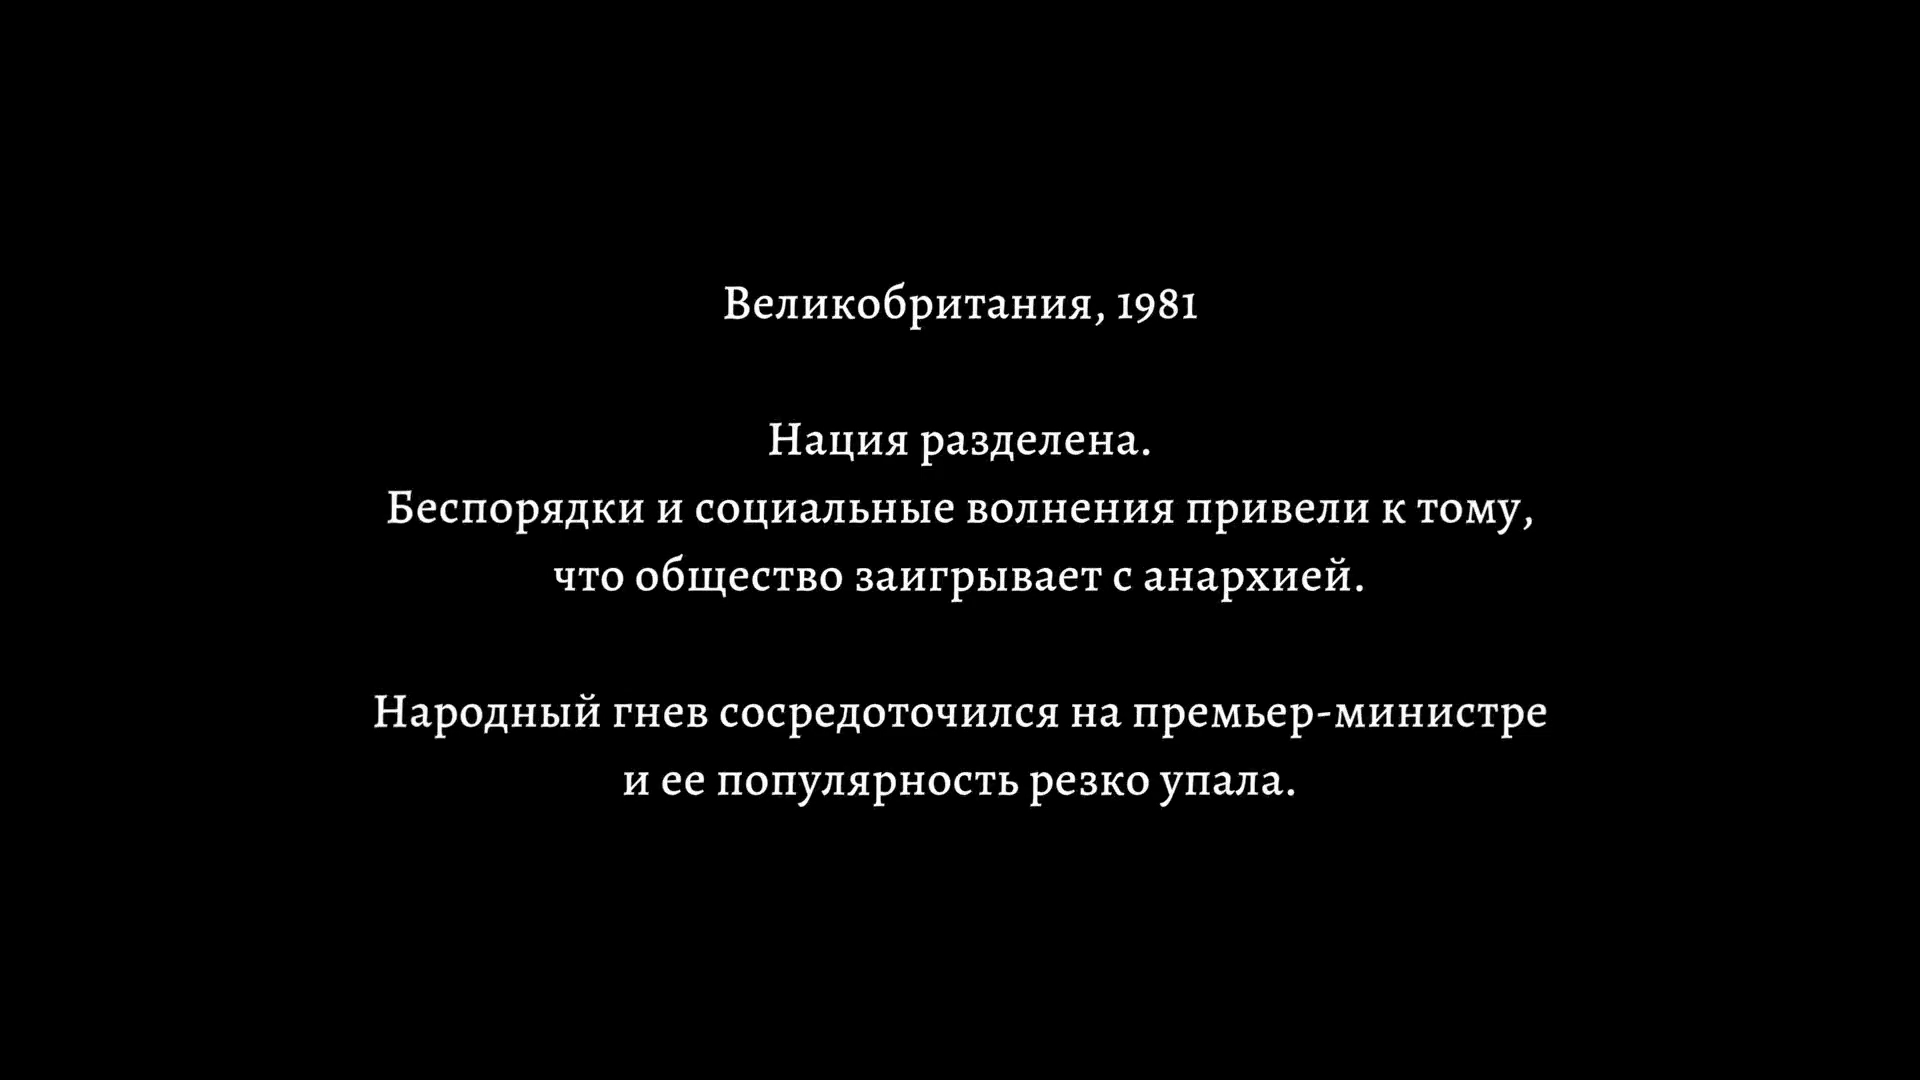 Великобритания, 1981
Нация разделена.
Беспорядки и социальные волнения привели к тому,
что общество заигрывает с анархией.
Народный гнев сосредоточился на премьер-министре
и ее популярность резко упала.